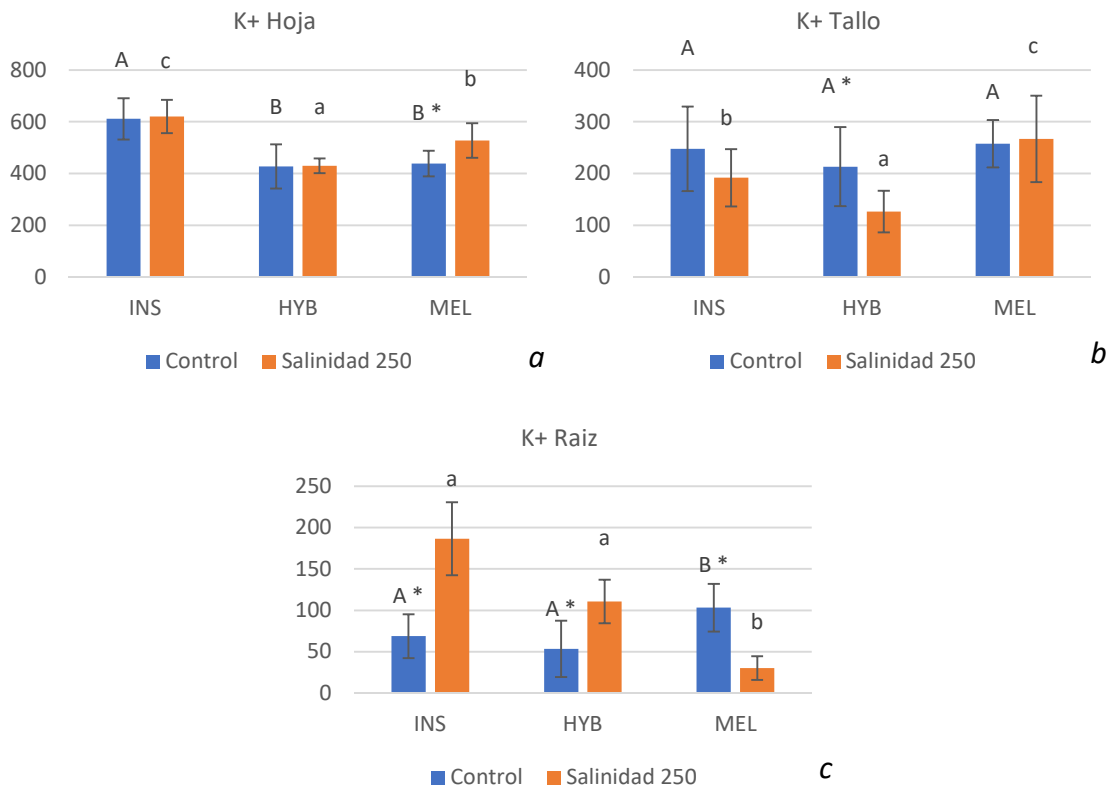 K+ Hoja
800
600
400
200
0
A
c
B
a
B *
b
INS
HYB
MEL
Control
Salinidad 250
a
K+ Tallo
400
300
200
100
0
A
b
A *
a
A
c
INS
HYB
MEL
Control
Salinidad 250
b
K+ Raiz
250
200
150
100
50
0
A *
a
A *
a
B *
b
INS
HYB
MEL
Control
Salinidad 250
c